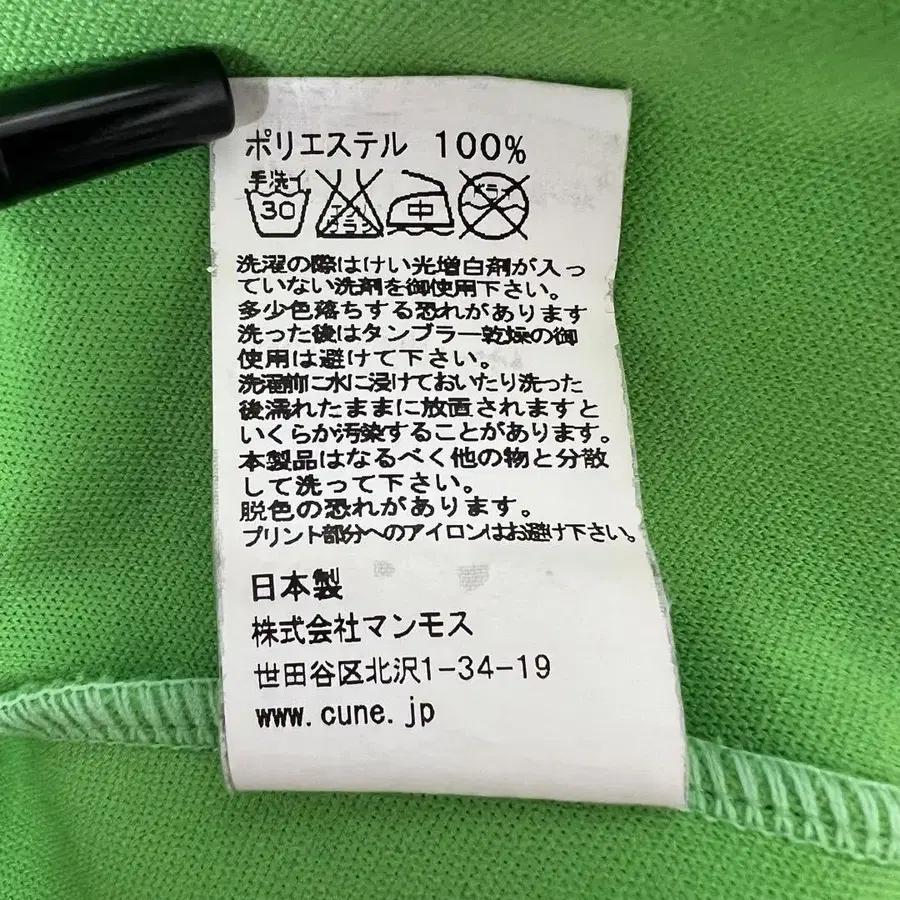 ポリエステル 100%
手洗イ
30
エンソ
サラシ
中
ドライ
洗濯の際はけい光増白剤が入っ
ていない洗剤を御使用下さい。
多少色落ちする恐れがあります
洗った後はタンブラー乾燥の御
使用は避けて下さい。
洗濯前に水に浸けておいたり洗った
後濡れたままに放置されますと
いくらか汚染することがあります。
本製品はなるべく他の物と分散
して洗って下さい。
脱色の恐れがあります。
プリント部分へのアイロンはお避け下さい。
日本製
株式会社マンモス
世田谷区北沢1-34-19
www.cune.jp